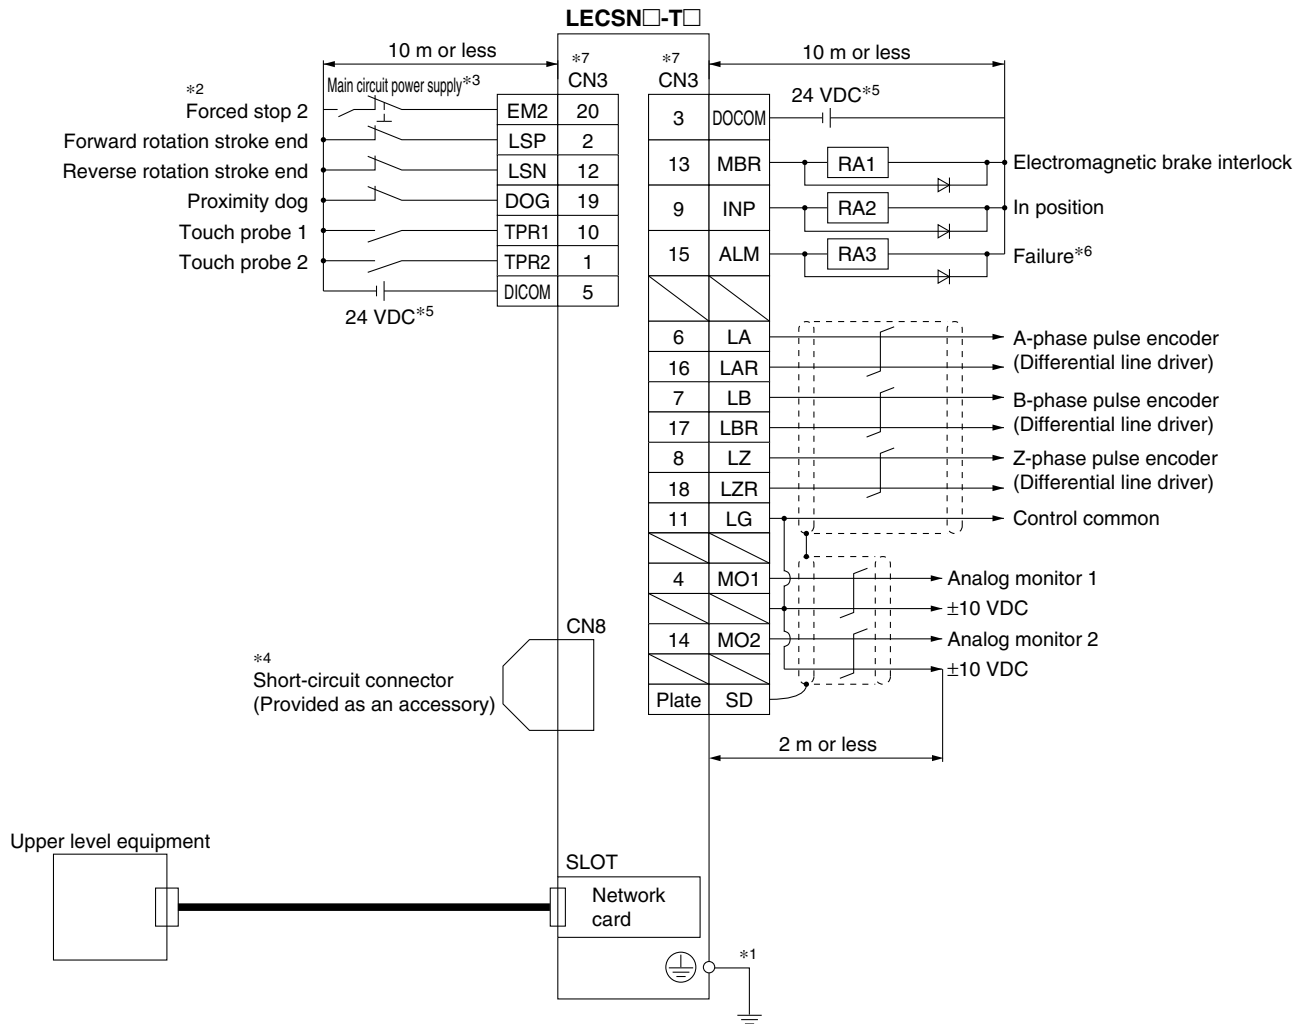 LECSN□-T□
10 m or less
10 m or less
*7
CN3
*7
CN3
*2
Main circuit power supply*3
Forced stop 2
EM2 20
Forward rotation stroke end
LSP 2
Reverse rotation stroke end
LSN 12
Proximity dog
DOG 19
Touch probe 1
TPR1 10
Touch probe 2
TPR2 1
DICOM 5
24 VDC*5
24 VDC*5
3 DOCOM
13 MBR RA1 Electromagnetic brake interlock
9 INP RA2 In position
15 ALM RA3 Failure*6
6 LA
A-phase pulse encoder
(Differential line driver)
16 LAR
7 LB
B-phase pulse encoder
(Differential line driver)
17 LBR
8 LZ
Z-phase pulse encoder
(Differential line driver)
18 LZR
11 LG Control common
4 MO1 Analog monitor 1
±10 VDC
14 MO2 Analog monitor 2
±10 VDC
Plate SD
2 m or less
CN8
*4
Short-circuit connector
(Provided as an accessory)
Upper level equipment
SLOT
Network
card
*1